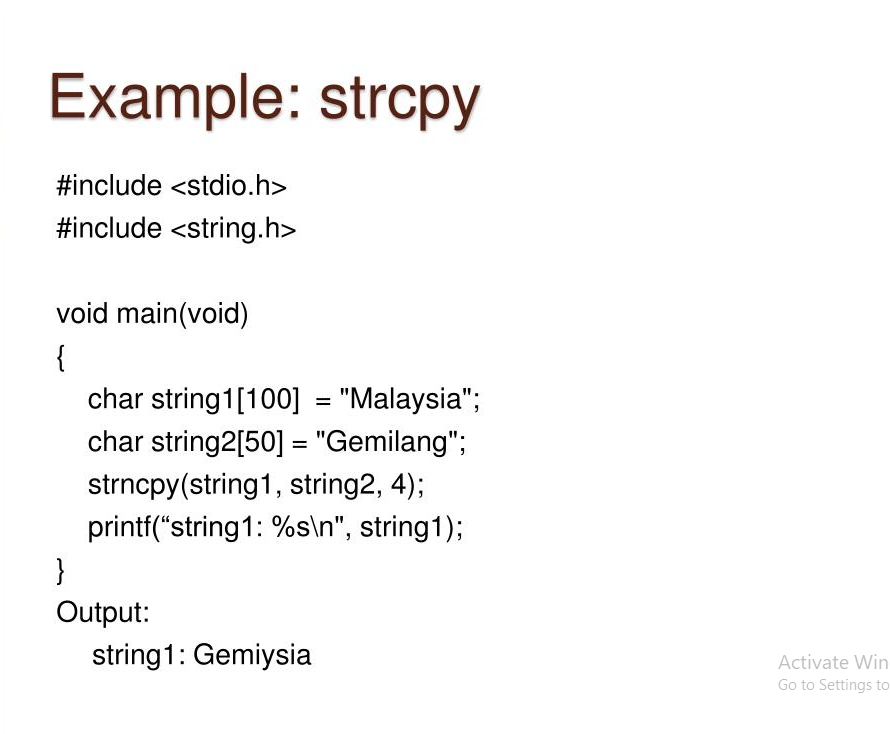 Example: strcpy
#include <stdio.h>
#include <string.h>
void main(void)
{
char string1[100]  = "Malaysia";
char string2[50] = "Gemilang";
strncpy(string1, string2, 4);
printf(“string1: %s\n", string1);
}
Output:
string1: Gemiysia
Activate Win
Go to Settings to